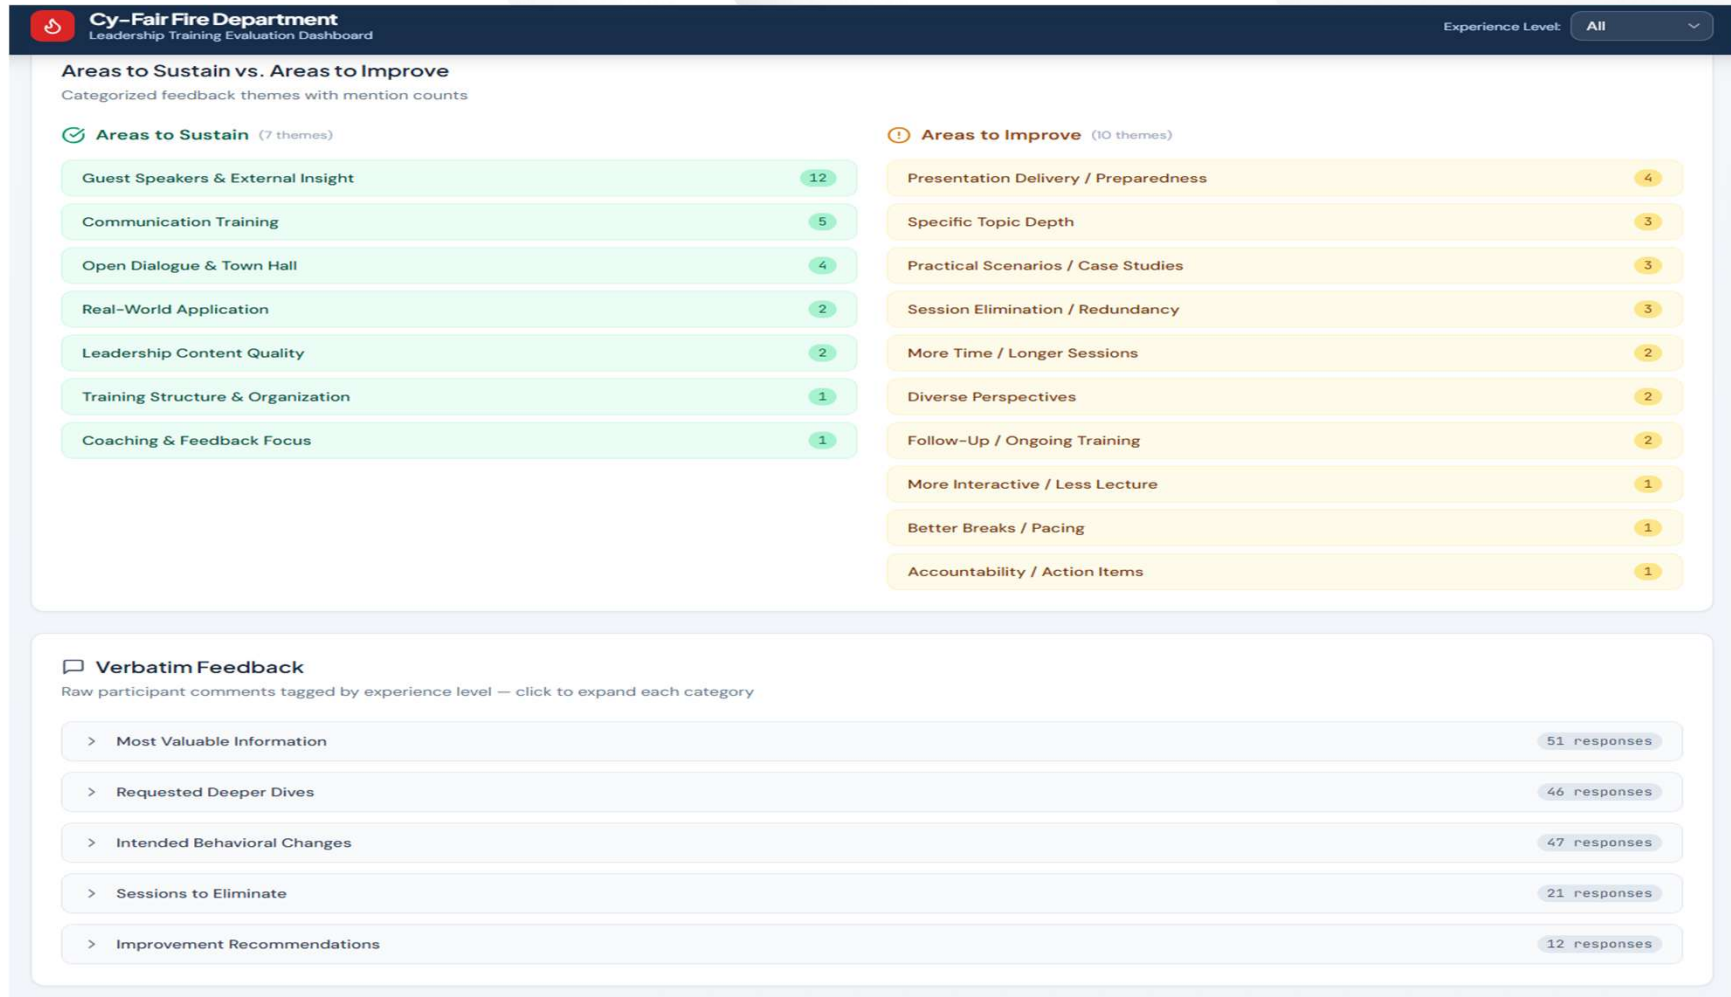 Cy-Fair Fire Department
Leadership Training Evaluation Dashboard
Experience Level: All
Areas to Sustain vs. Areas to Improve
Categorized feedback themes with mention counts
Areas to Sustain (7 themes)
Guest Speakers & External Insight 12
Communication Training 5
Open Dialogue & Town Hall 4
Real-World Application 2
Leadership Content Quality 2
Training Structure & Organization 1
Coaching & Feedback Focus 1
Areas to Improve (10 themes)
Presentation Delivery / Preparedness 4
Specific Topic Depth 3
Practical Scenarios / Case Studies 3
Session Elimination / Redundancy 3
More Time / Longer Sessions 2
Diverse Perspectives 2
Follow-Up / Ongoing Training 2
More Interactive / Less Lecture 1
Better Breaks / Pacing 1
Accountability / Action Items 1
Verbatim Feedback
Raw participant comments tagged by experience level — click to expand each category
Most Valuable Information 51 responses
Requested Deeper Dives 46 responses
Intended Behavioral Changes 47 responses
Sessions to Eliminate 21 responses
Improvement Recommendations 12 responses